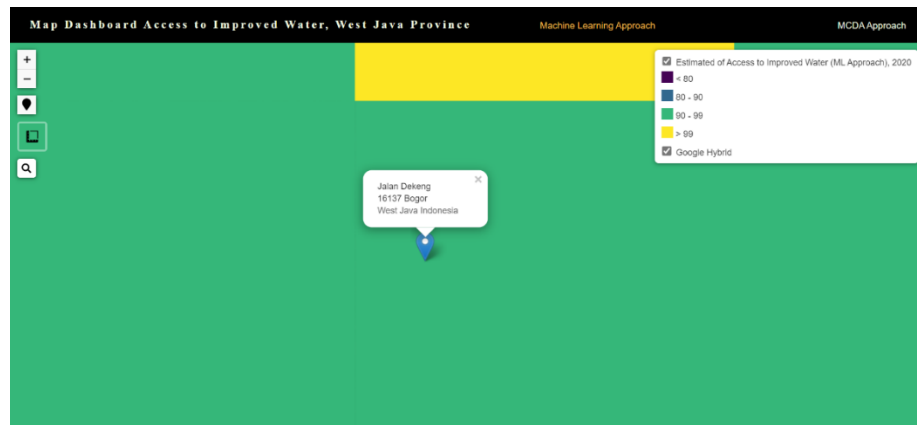 Map Dashboard Access to Improved Water, West Java Province
Machine Learning Approach
MCDA Approach
+
−
Estimated of Access to Improved Water (ML Approach), 2020
< 80
80 - 90
90 - 99
> 99
Google Hybrid
Jalan Dekeng
16137 Bogor
West Java Indonesia
×